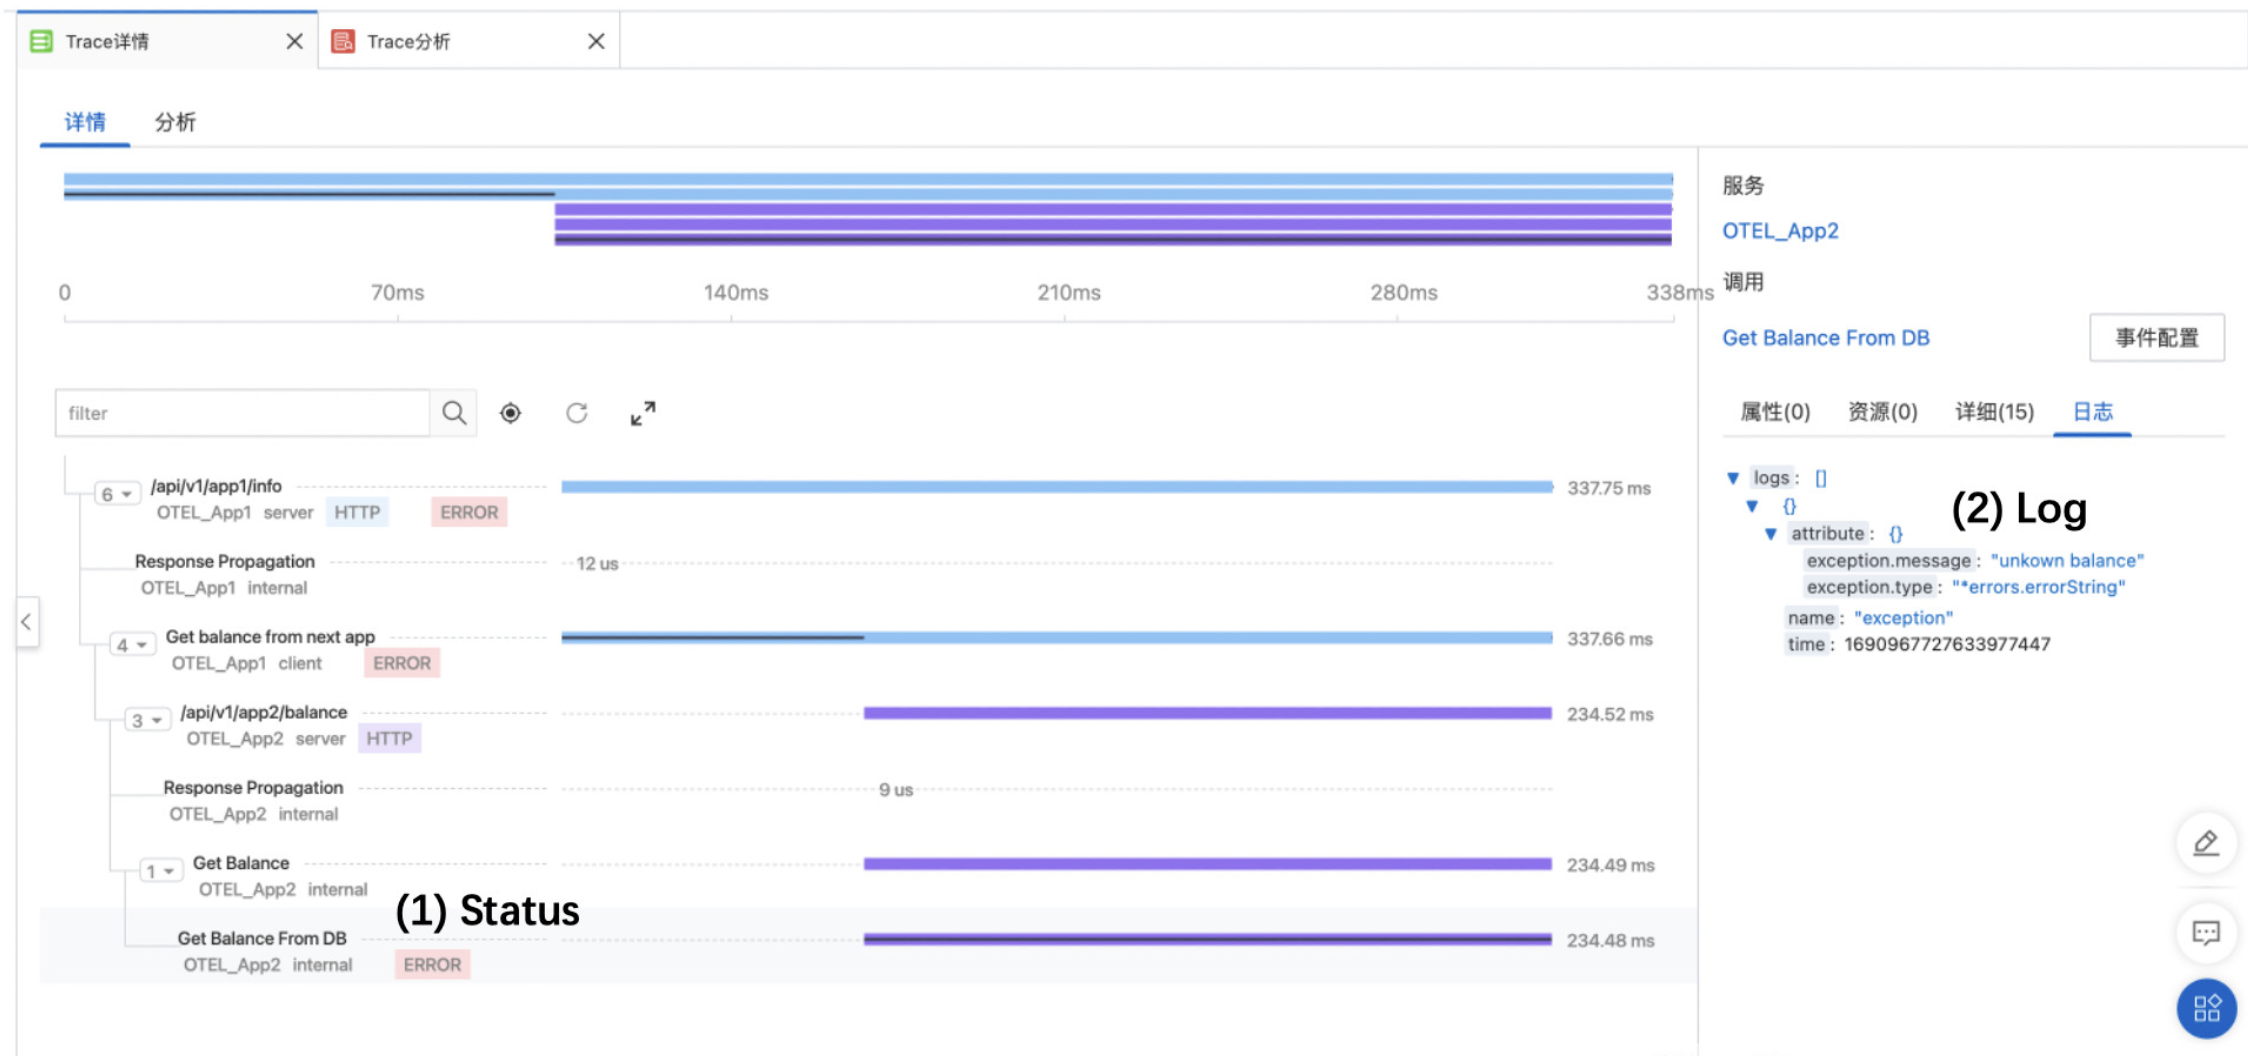 Trace详情
Trace分析
详情
分析
0
70ms
140ms
210ms
280ms
338ms
filter
6
/api/v1/app1/info
337.75 ms
OTEL_App1 server HTTP ERROR
Response Propagation
12 us
OTEL_App1 internal
4
Get balance from next app
337.66 ms
OTEL_App1 client ERROR
3
/api/v1/app2/balance
234.52 ms
OTEL_App2 server HTTP
Response Propagation
9 us
OTEL_App2 internal
1
Get Balance
234.49 ms
OTEL_App2 internal
(1) Status
Get Balance From DB
234.48 ms
OTEL_App2 internal ERROR
服务
OTEL_App2
调用
Get Balance From DB
事件配置
属性(0) 资源(0) 详细(15) 日志
logs : []
{}
(2) Log
attribute : {}
exception.message : "unkown balance"
exception.type : "*errors.errorString"
name : "exception"
time : 1690967727633977447